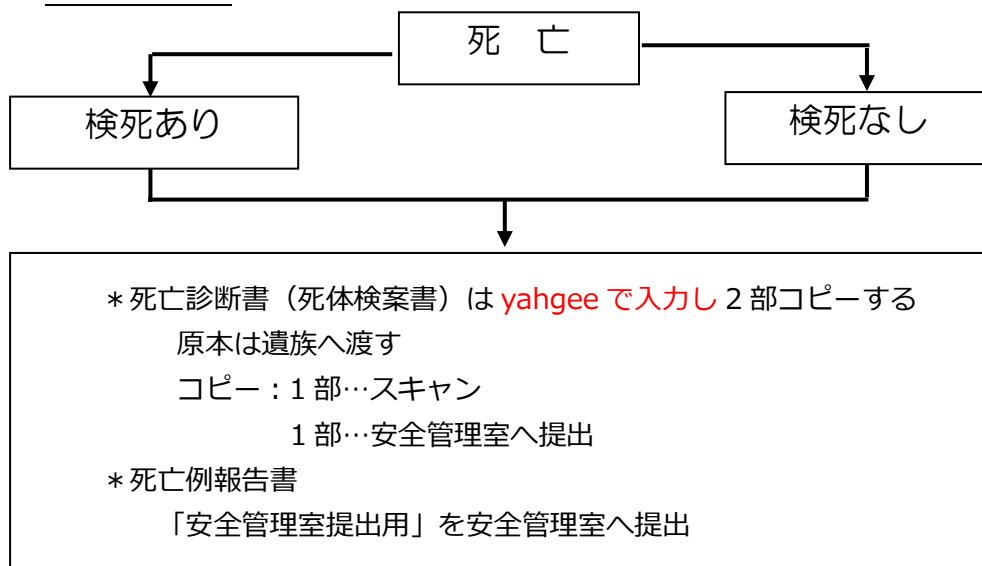 死 亡
検死あり
検死なし
＊死亡診断書（死体検案書）は yahgee で入力し 2 部コピーする
原本は遺族へ渡す
コピー：1 部…スキャン
1 部…安全管理室へ提出
＊死亡例報告書
「安全管理室提出用」を安全管理室へ提出